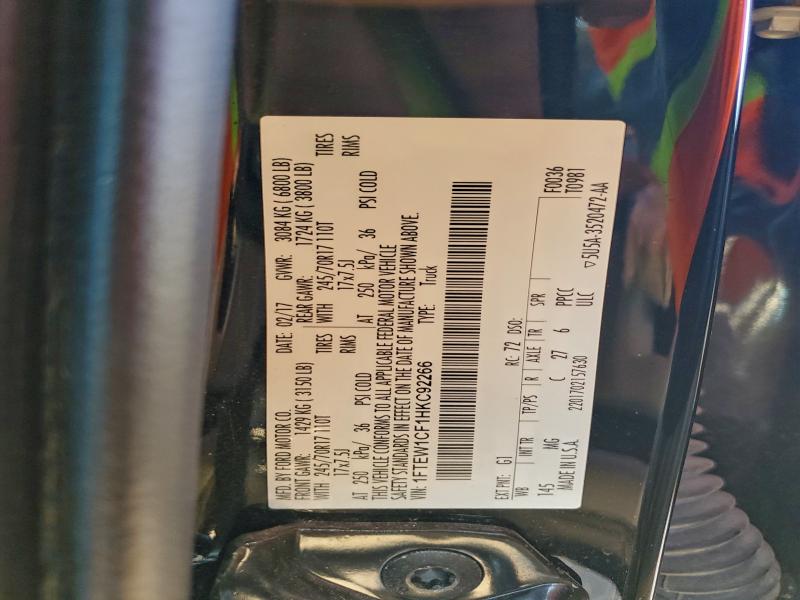 MFD. BY FORD MOTOR CO. DATE: 02/17 GVWR: 3084 KG ( 6800 LB)
FRONT GAWR: 1429 KG ( 3150 LB) REAR GAWR: 1724 KG ( 3800 LB)
WITH 245/70R17 110T TIRES WITH 245/70R17 110T TIRES
17x7.5J RIMS 17x7.5J RIMS
AT 250 kPa/ 36 PSI COLD AT 250 kPa/ 36 PSI COLD
THIS VEHICLE CONFORMS TO ALL APPLICABLE FEDERAL MOTOR VEHICLE
SAFETY STANDARDS IN EFFECT ON THE DATE OF MANUFACTURE SHOWN ABOVE.
VIN: 1FTEW1CF1HKC92266 TYPE: Truck
F0036
T0981
EXT PNT: G1 RC: 72 DSO:
WB INT TR TP/PS R AXLE TR SPR
145 MG C 27 6 PPCC
ULC
MADE IN U.S.A. 2201702157630 ▽5U5A-3520472-AA